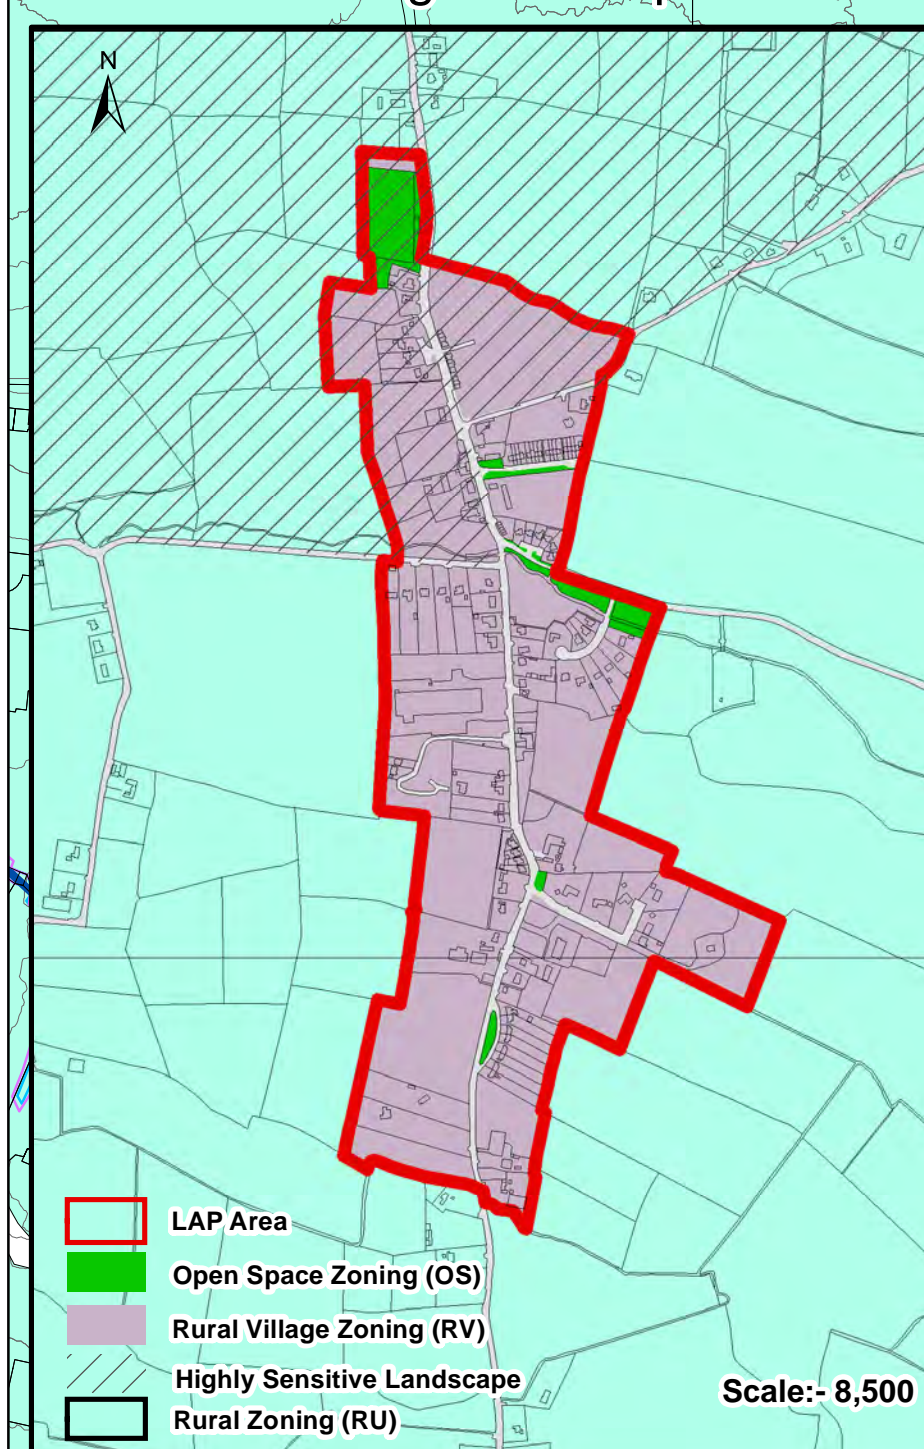 N
LAP Area
Open Space Zoning (OS)
Rural Village Zoning (RV)
Highly Sensitive Landscape
Rural Zoning (RU)
Scale:- 8,500